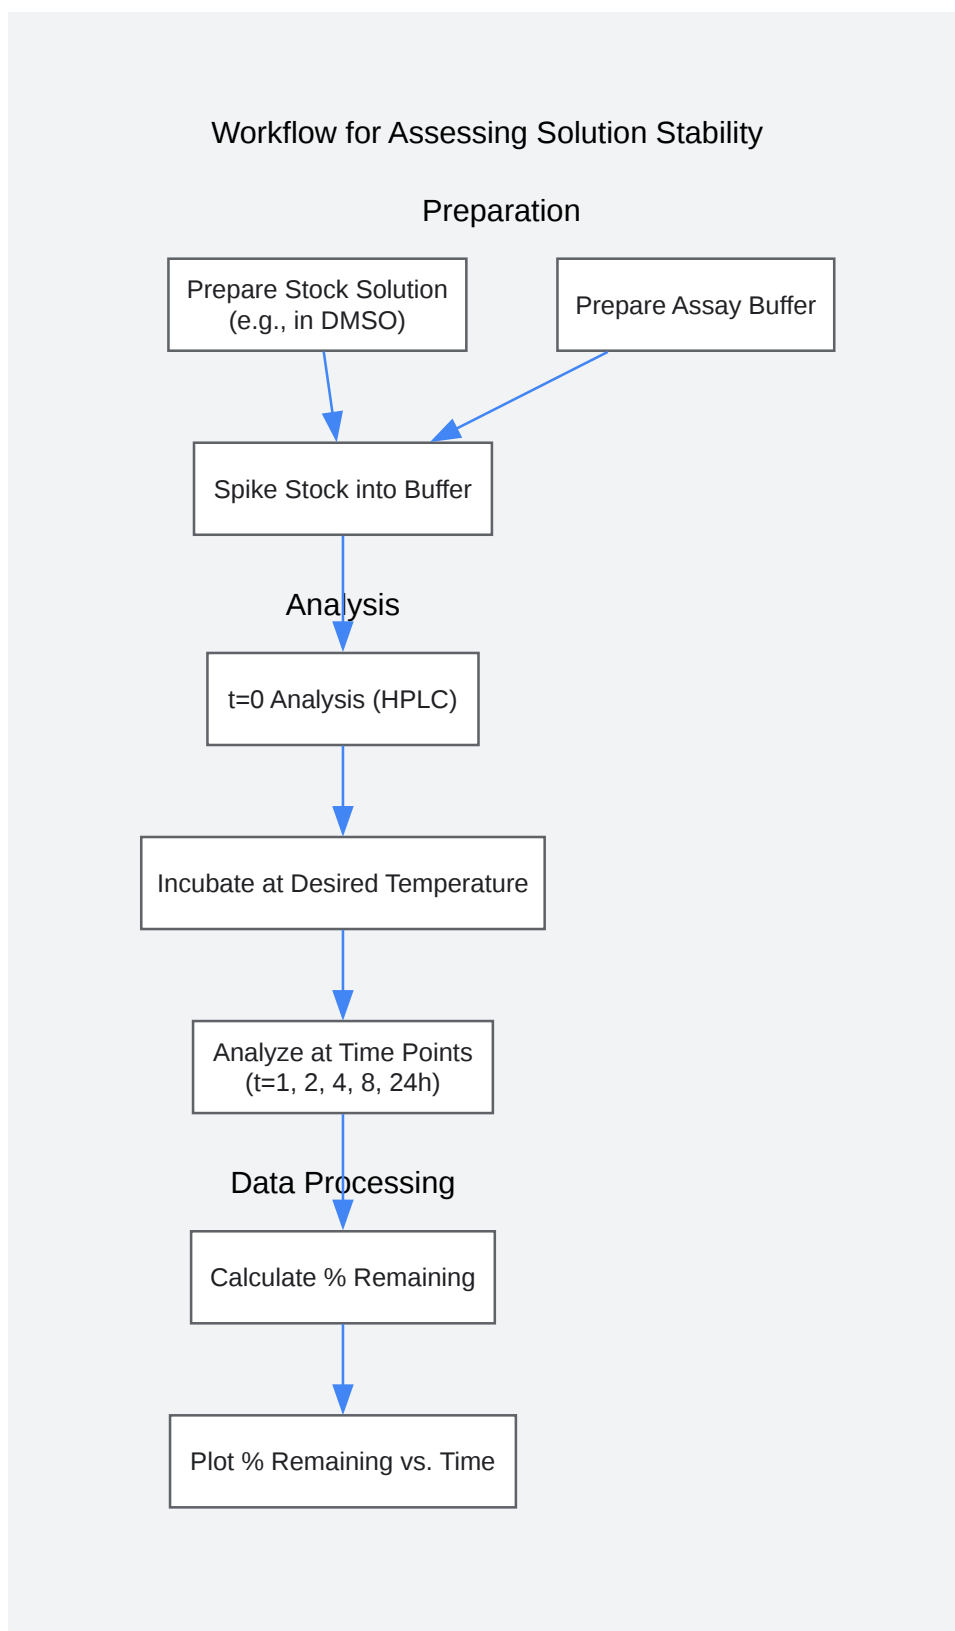 Workflow for Assessing Solution Stability
Preparation
Prepare Stock Solution
(e.g., in DMSO)
Prepare Assay Buffer
Spike Stock into Buffer
Analysis
t=0 Analysis (HPLC)
Incubate at Desired Temperature
Analyze at Time Points
(t=1, 2, 4, 8, 24h)
Data Processing
Calculate % Remaining
Plot % Remaining vs. Time